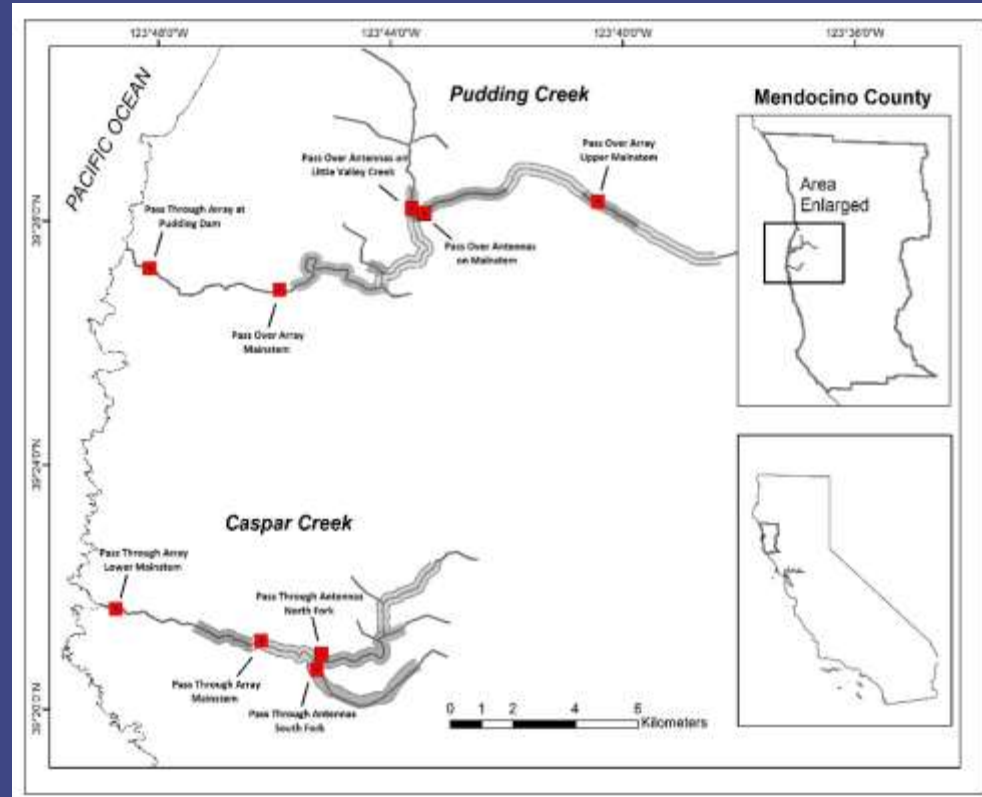 123°48'0"W
123°44'0"W
123°40'0"W
123°36'0"W
PACIFIC OCEAN
Pudding Creek
Mendocino County
Pass Over Antennas on
Little Valley Creek
Pass Over Array
Upper Mainstem
Area
Enlarged
Pass Through Array at
Pudding Dam
Pass Over Antennas
on Mainstem
Pass Over Array
Mainstem
39°24'0"N
Caspar Creek
Pass Through Array
Lower Mainstem
Pass Through Antennas
North Fork
Pass Through Array
Mainstem
Pass Through Antennas
South Fork
0 1 2 4 6
Kilometers